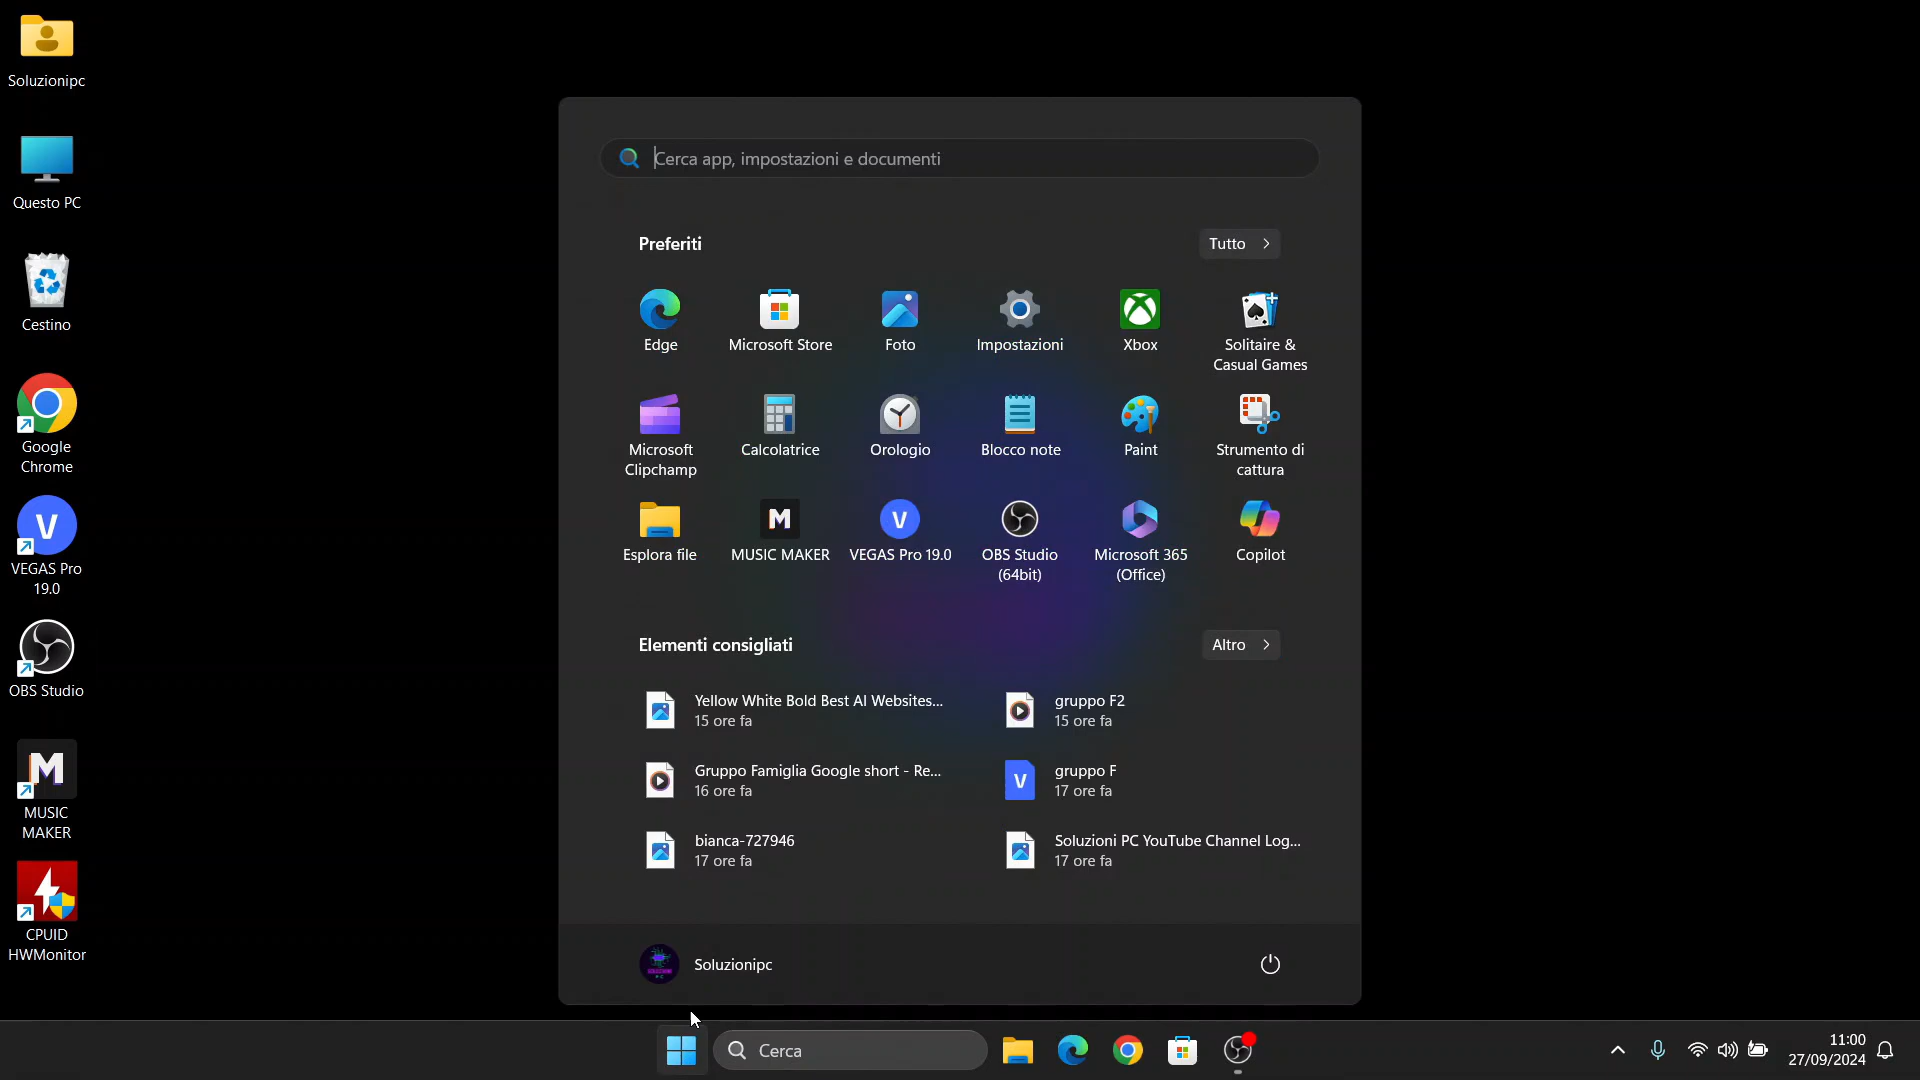 Soluzionipc
Questo PC
Cestino
Google
Chrome
VEGAS Pro
19.0
OBS Studio
MUSIC
MAKER
CPUID
HWMonitor
Cerca app, impostazioni e documenti
Preferiti
Tutto
Edge
Microsoft Store
Foto
Impostazioni
Xbox
Solitaire &
Casual Games
Microsoft
Clipchamp
Calcolatrice
Orologio
Blocco note
Paint
Strumento di
cattura
Esplora file
MUSIC MAKER
VEGAS Pro 19.0
OBS Studio
(64bit)
Microsoft 365
(Office)
Copilot
Elementi consigliati
Altro
Yellow White Bold Best AI Websites...
15 ore fa
gruppo F2
15 ore fa
Gruppo Famiglia Google short - Re...
16 ore fa
gruppo F
17 ore fa
bianca-727946
17 ore fa
Soluzioni PC YouTube Channel Log...
17 ore fa
Soluzionipc
Cerca
11:00
27/09/2024